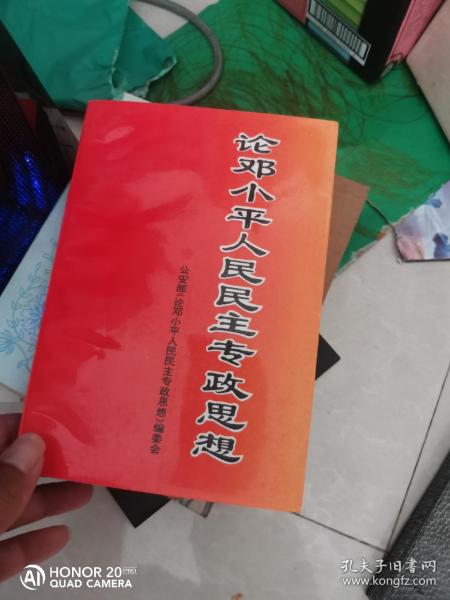 论邓小平人民民主专政思想
公安部《论邓小平人民民主专政思想》编委会
AI HONOR 20 PRO
QUAD CAMERA
孔夫子旧书网
www.kongfz.com